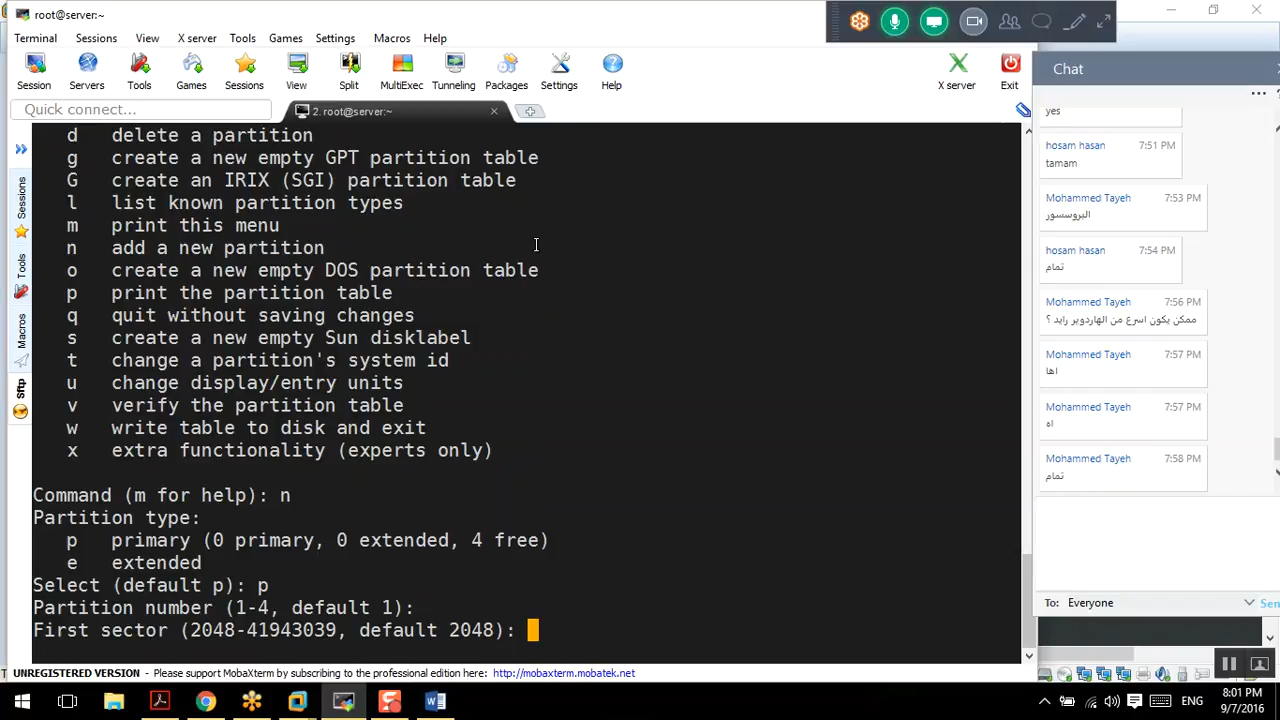 root@server:~
Terminal Sessions View X server Tools Games Settings Macros Help
Session Servers Tools Games Sessions View Split MultiExec Tunneling Packages Settings Help X server Exit
Quick connect...
2. root@server:~
Sessions
Tools
Macros
Sftp
d delete a partition
g create a new empty GPT partition table
G create an IRIX (SGI) partition table
l list known partition types
m print this menu
n add a new partition
o create a new empty DOS partition table
p print the partition table
q quit without saving changes
s create a new empty Sun disklabel
t change a partition's system id
u change display/entry units
v verify the partition table
w write table to disk and exit
x extra functionality (experts only)
Command (m for help): n
Partition type:
p primary (0 primary, 0 extended, 4 free)
e extended
Select (default p): p
Partition number (1-4, default 1):
First sector (2048-41943039, default 2048):
UNREGISTERED VERSION - Please support MobaXterm by subscribing to the professional edition here: http://mobaxterm.mobatek.net
Chat
yes
hosam hasan 7:51 PM
tamam
Mohammed Tayeh 7:53 PM
البروسسور
hosam hasan 7:54 PM
تمام
Mohammed Tayeh 7:56 PM
ممكن يكون اسرع من الهاردوير رايد ؟
Mohammed Tayeh 7:57 PM
اها
Mohammed Tayeh 7:57 PM
اه
Mohammed Tayeh 7:58 PM
تمام
To: Everyone
Sen
ENG
8:01 PM
9/7/2016